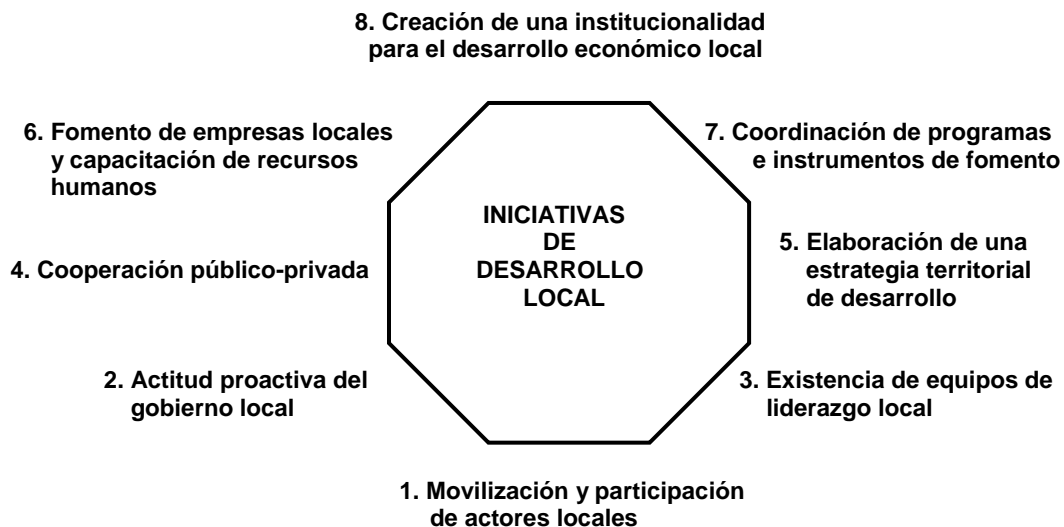 8. Creación de una institucionalidad
para el desarrollo económico local
6. Fomento de empresas locales
y capacitación de recursos
humanos
7. Coordinación de programas
e instrumentos de fomento
INICIATIVAS
DE
DESARROLLO
LOCAL
4. Cooperación público-privada
5. Elaboración de una
estrategia territorial
de desarrollo
2. Actitud proactiva del
gobierno local
3. Existencia de equipos de
liderazgo local
1. Movilización y participación
de actores locales